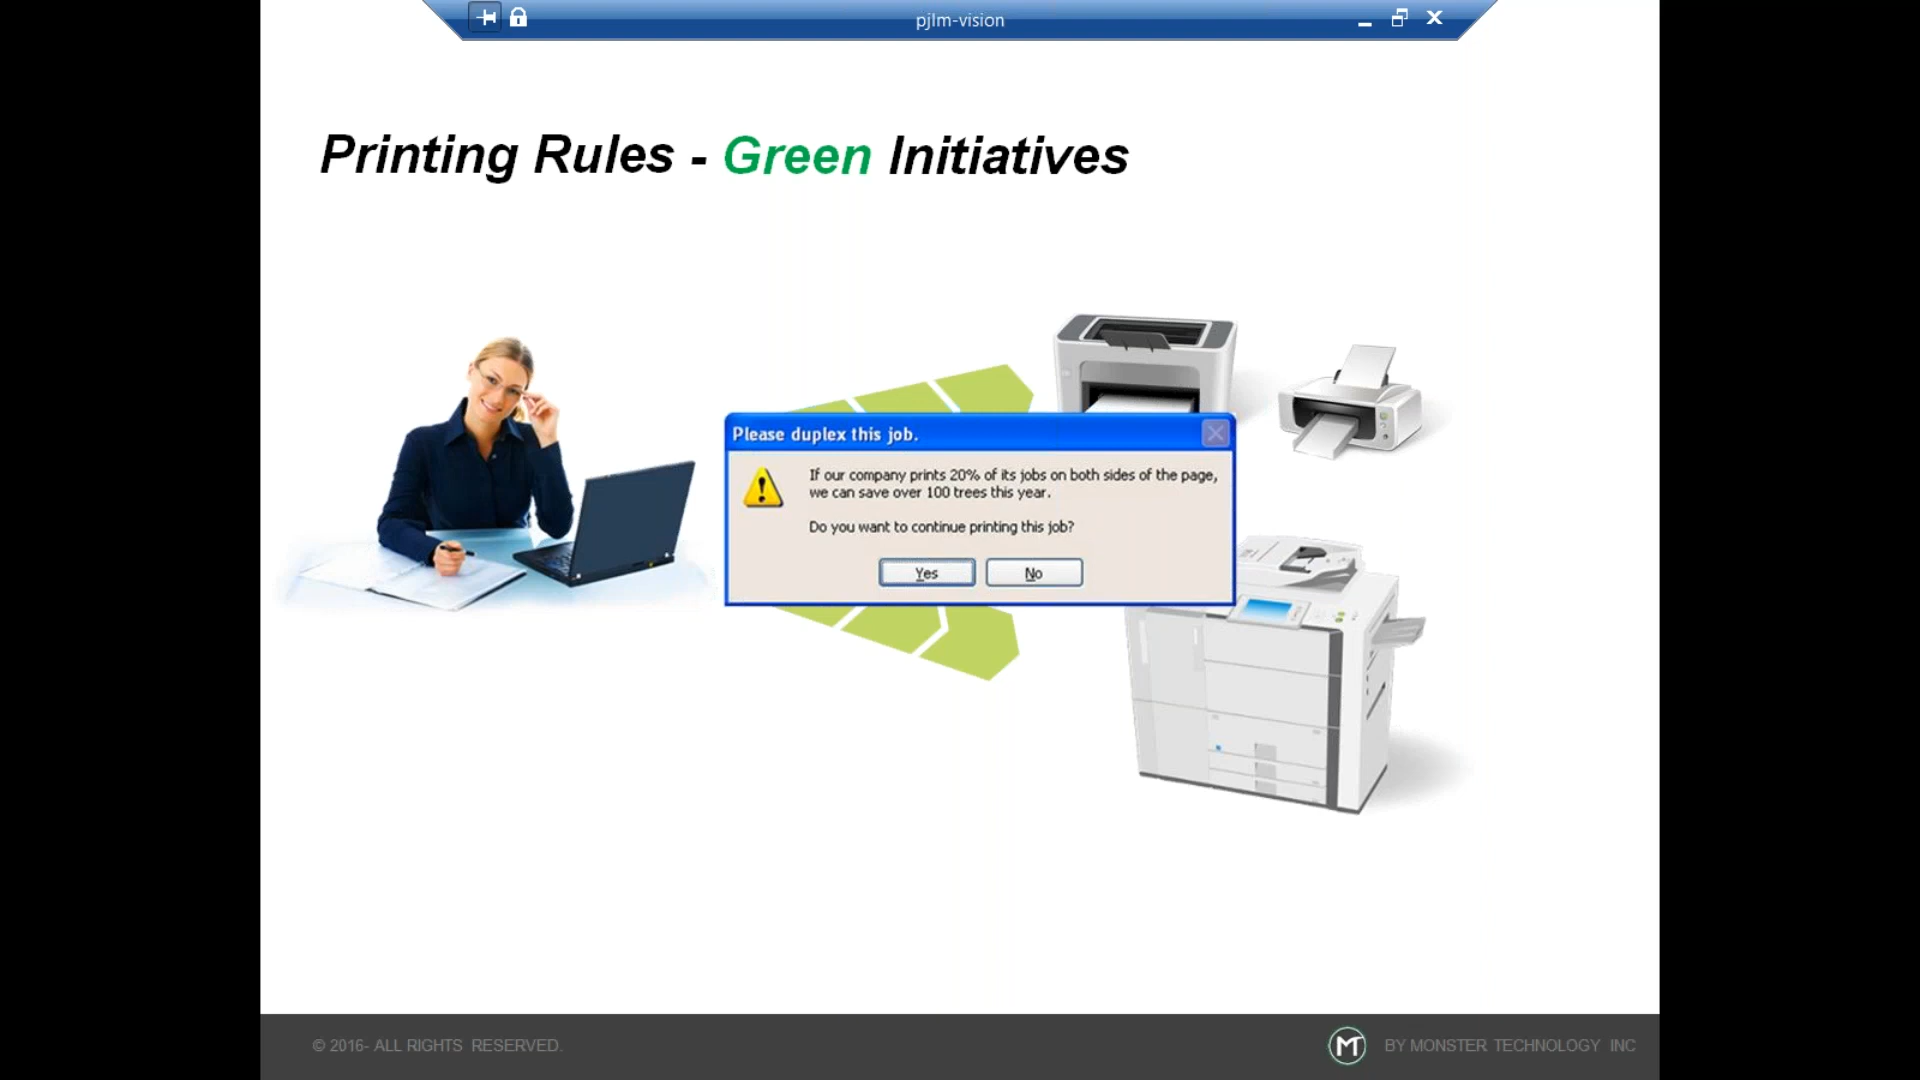 pjlm-vision
Printing Rules - Green Initiatives
Please duplex this job.
If our company prints 20% of its jobs on both sides of the page,
we can save over 100 trees this year.
Do you want to continue printing this job?
Yes No
© 2016- ALL RIGHTS RESERVED.
BY MONSTER TECHNOLOGY INC